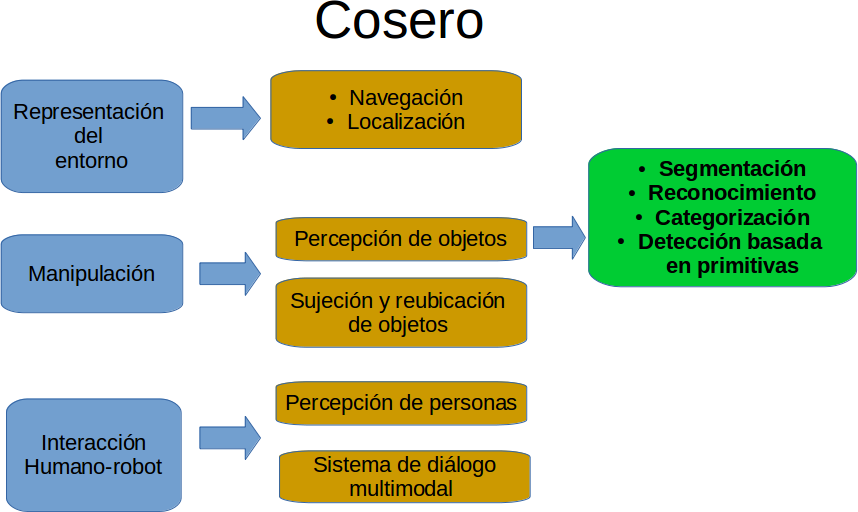 Cosero
Representación
del
entorno
• Navegación
• Localización
Manipulación
Percepción de objetos
Sujeción y reubicación
de objetos
• Segmentación
• Reconocimiento
• Categorización
• Detección basada
en primitivas
Interacción
Humano-robot
Percepción de personas
Sistema de diálogo
multimodal